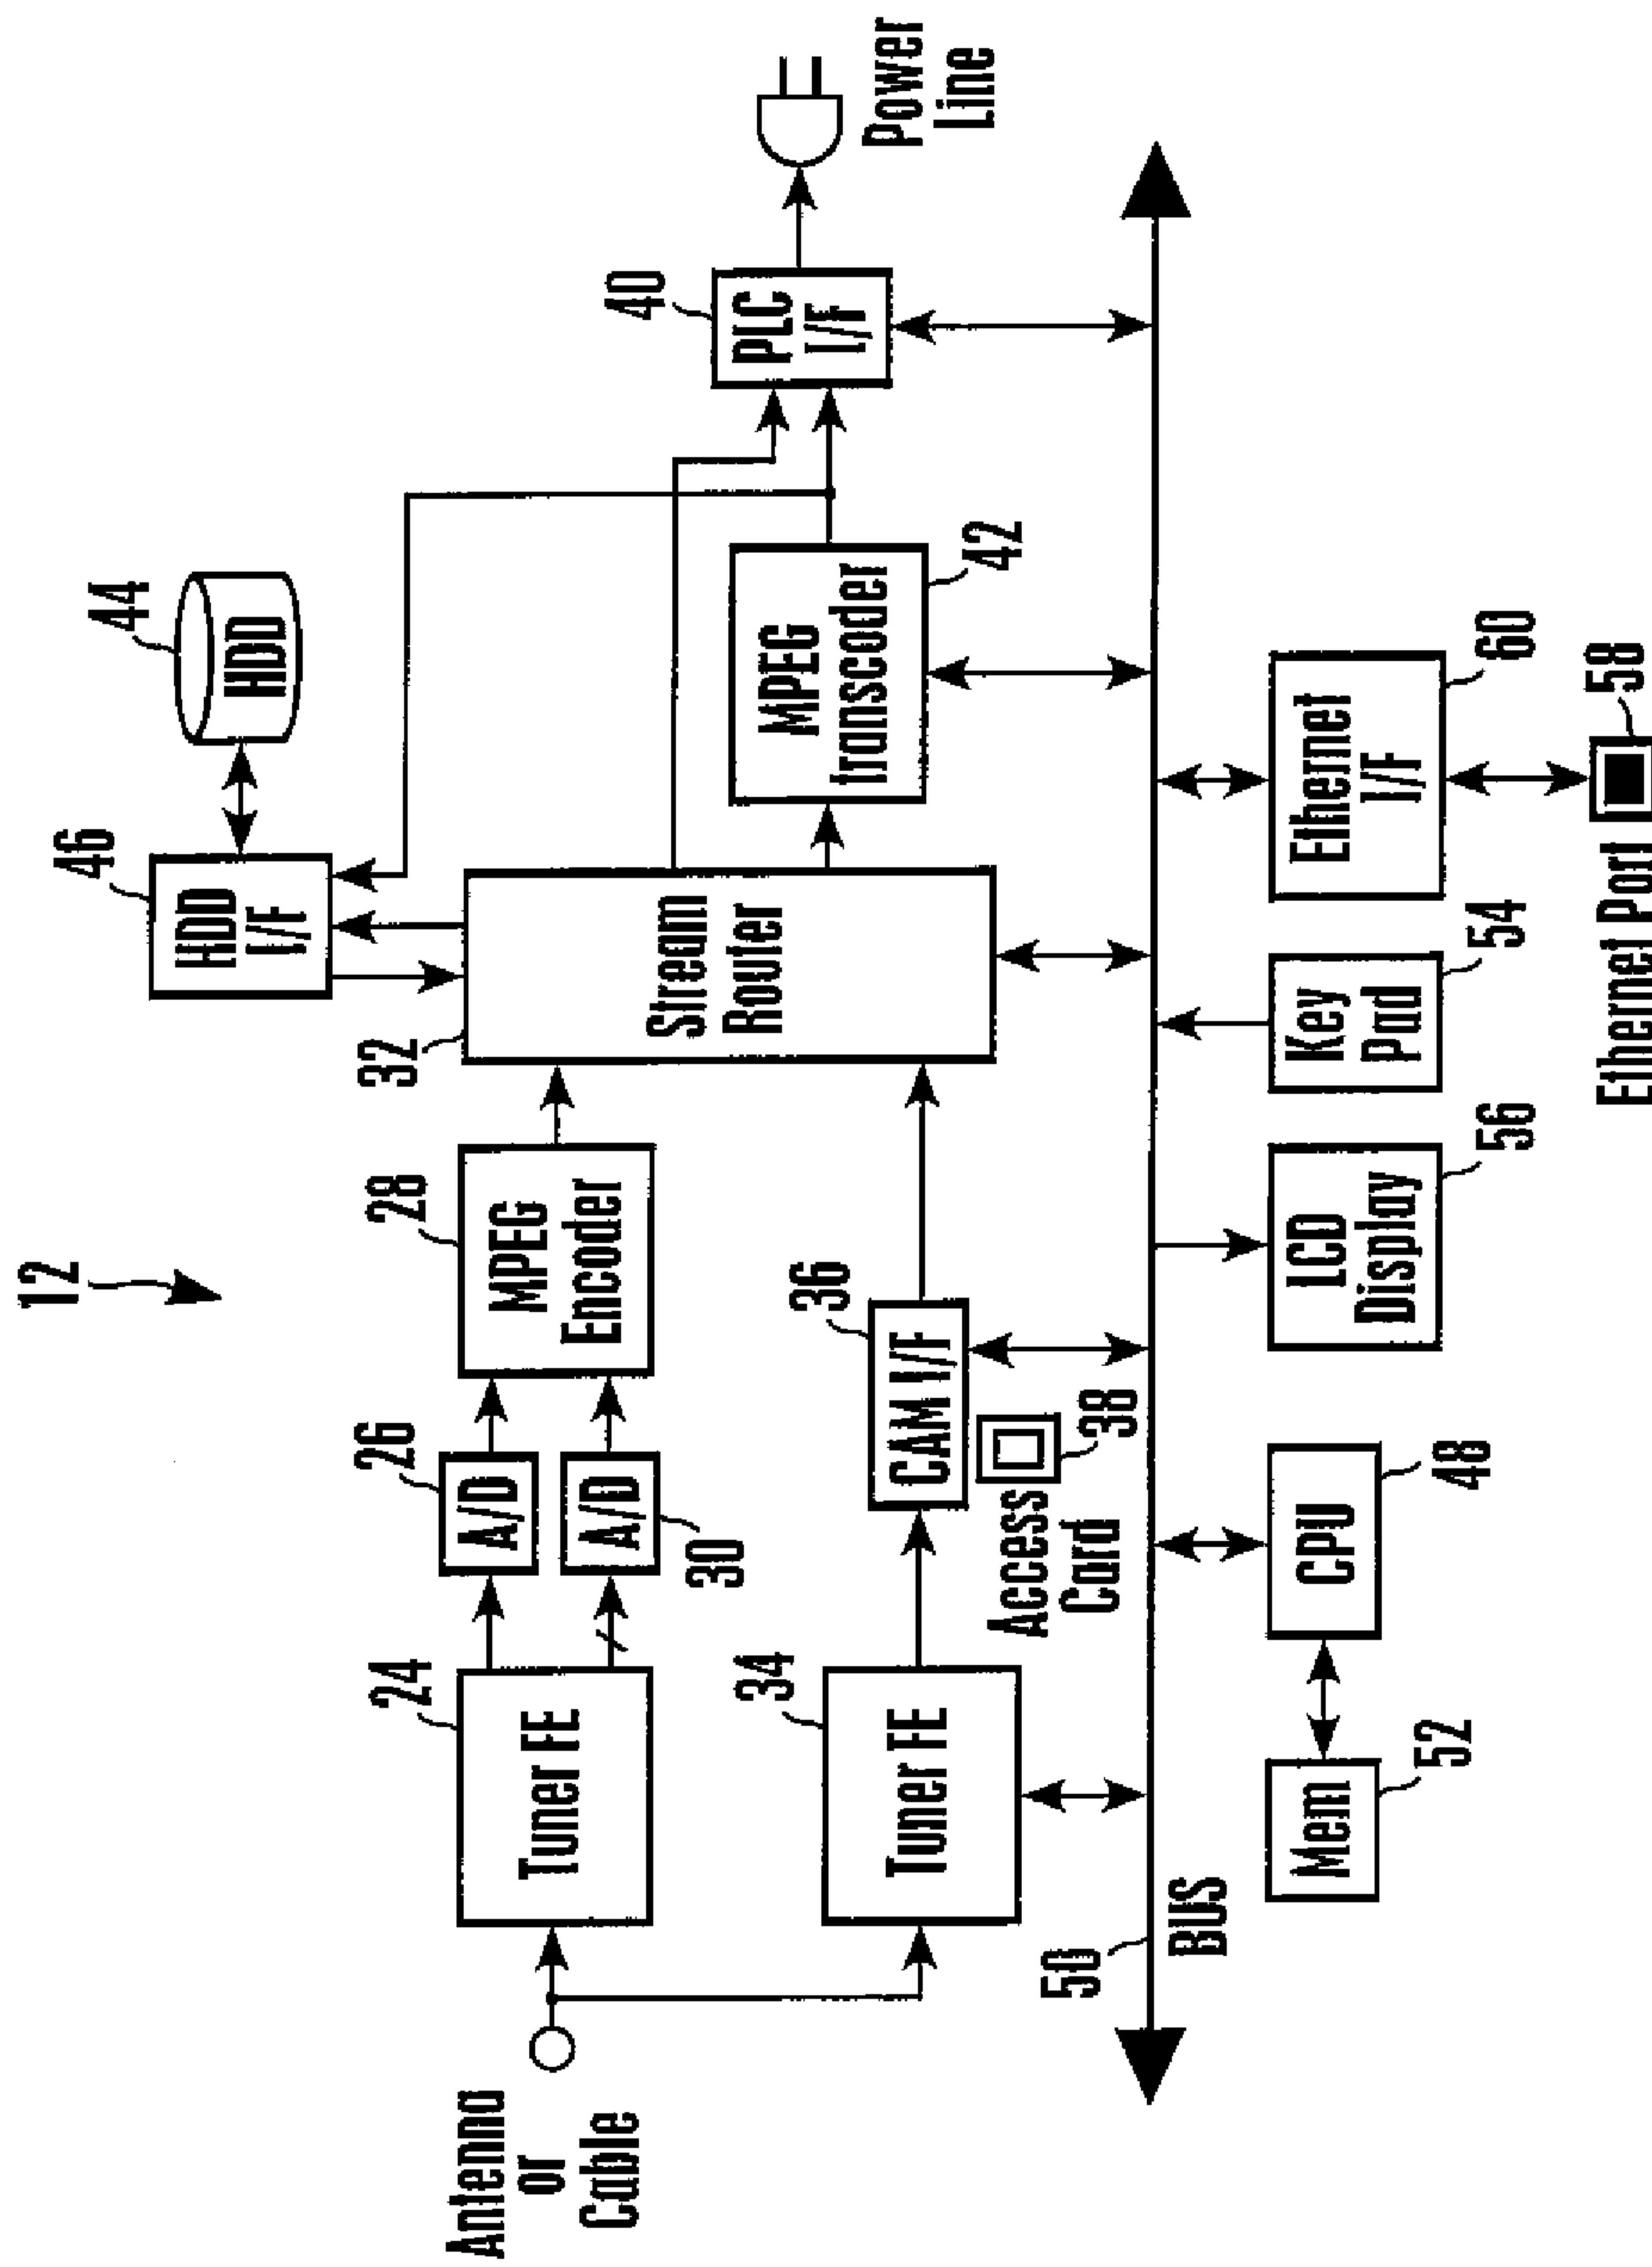 12
44
HDD
46
HDD
I/F
32
Stream
Router
40
PLC
I/F
Power
Line
24
Tuner FE
26
A/D
A/D
30
28
MPEG
Encoder
MPEG
transcoder
42
Antenna
or
Cable
34
Tuner FE
36
CAM I/F
38
Access
Card
50
BUS
Mem
52
CPU
48
LCD
Display
56
Key
Pad
54
Ethernet
I/F
60
58
Ethernet Port